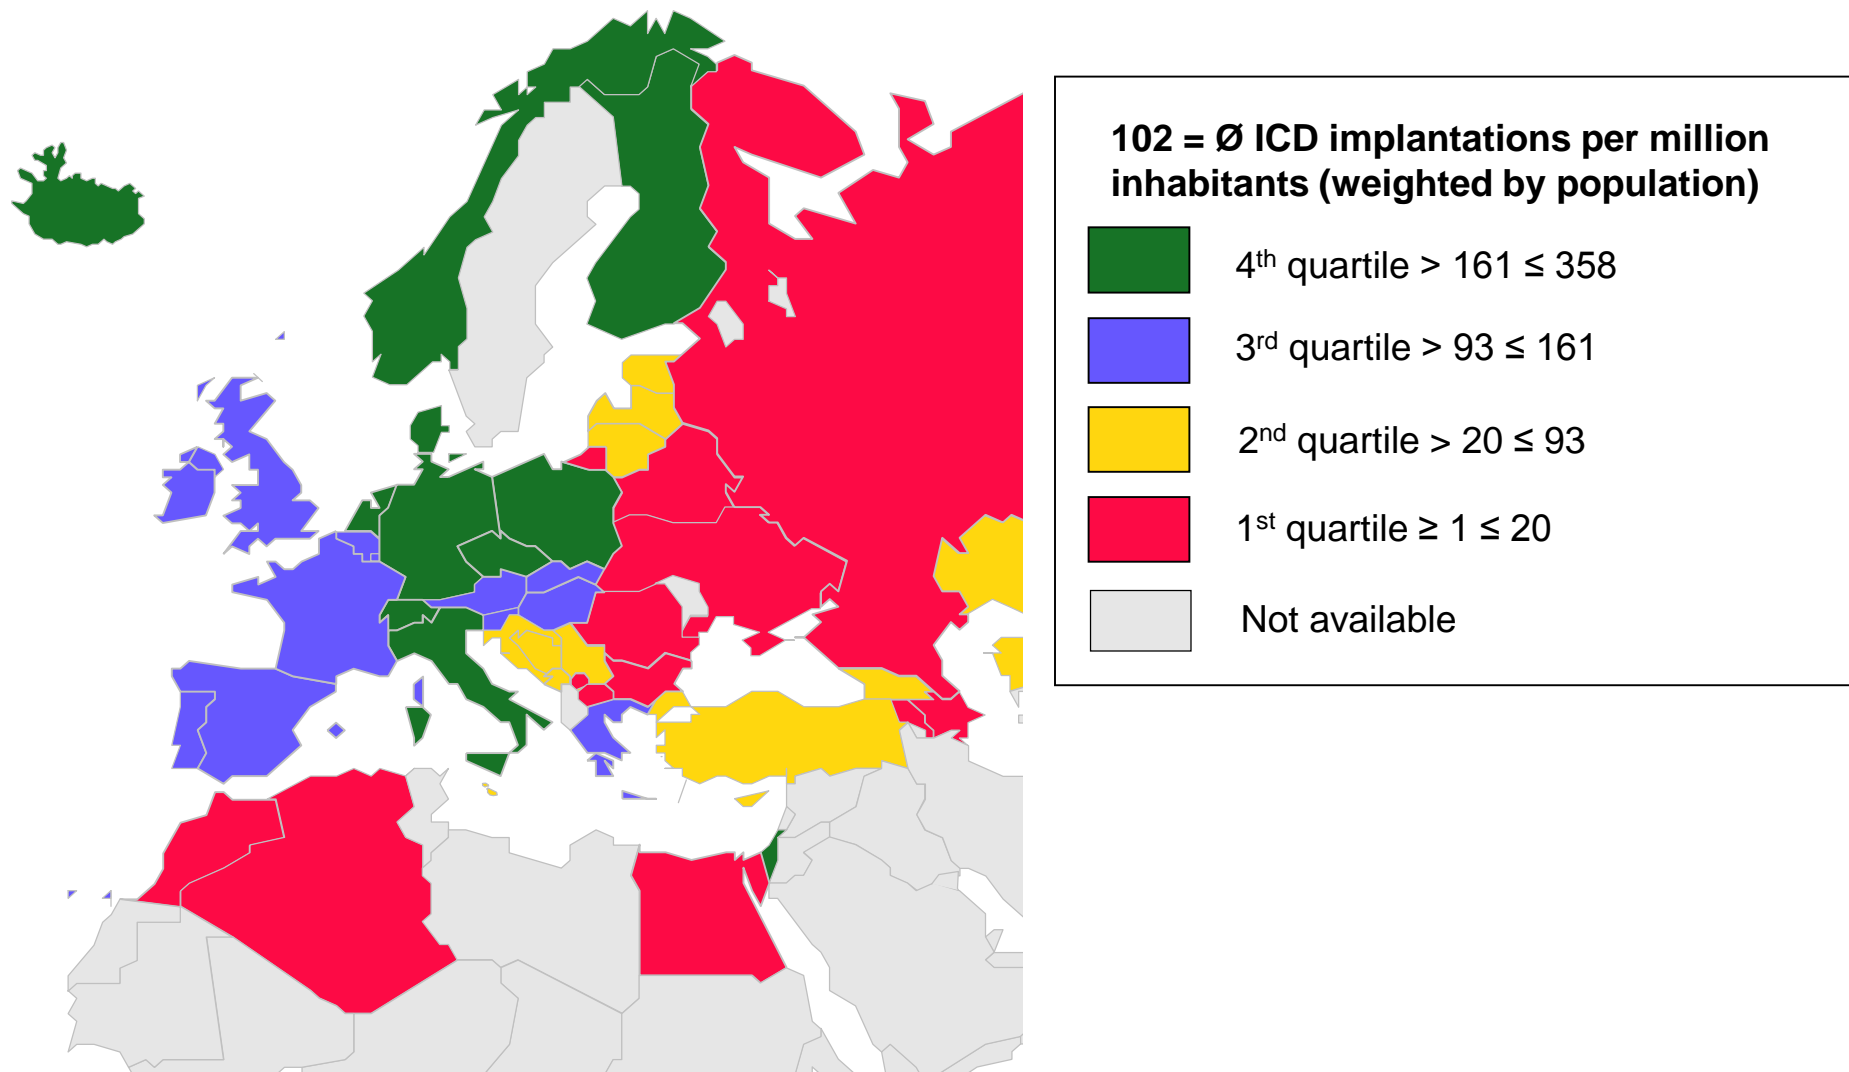 102 = Ø ICD implantations per million
inhabitants (weighted by population)
4th quartile > 161 ≤ 358
3rd quartile > 93 ≤ 161
2nd quartile > 20 ≤ 93
1st quartile ≥ 1 ≤ 20
Not available